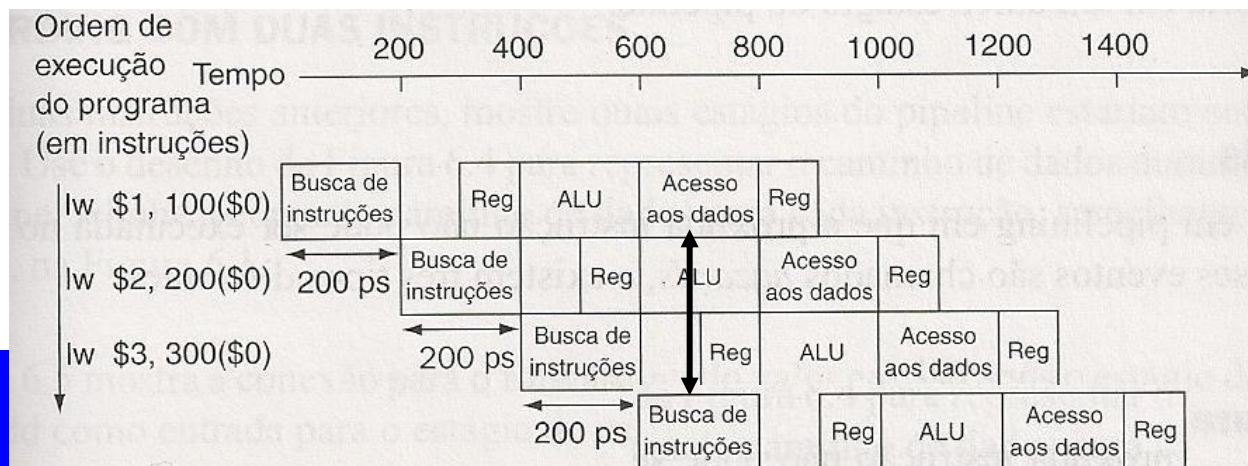 Ordem de
execução
do programa
(em instruções)
Tempo
200 400 600 800 1000 1200 1400
lw $1, 100($0)
Busca de
instruções
Reg
ALU
Acesso
aos dados
Reg
lw $2, 200($0)
200 ps
Busca de
instruções
Reg
ALU
Acesso
aos dados
Reg
lw $3, 300($0)
200 ps
Busca de
instruções
Reg
ALU
Acesso
aos dados
Reg
200 ps
Busca de
instruções
Reg
ALU
Acesso
aos dados
Reg